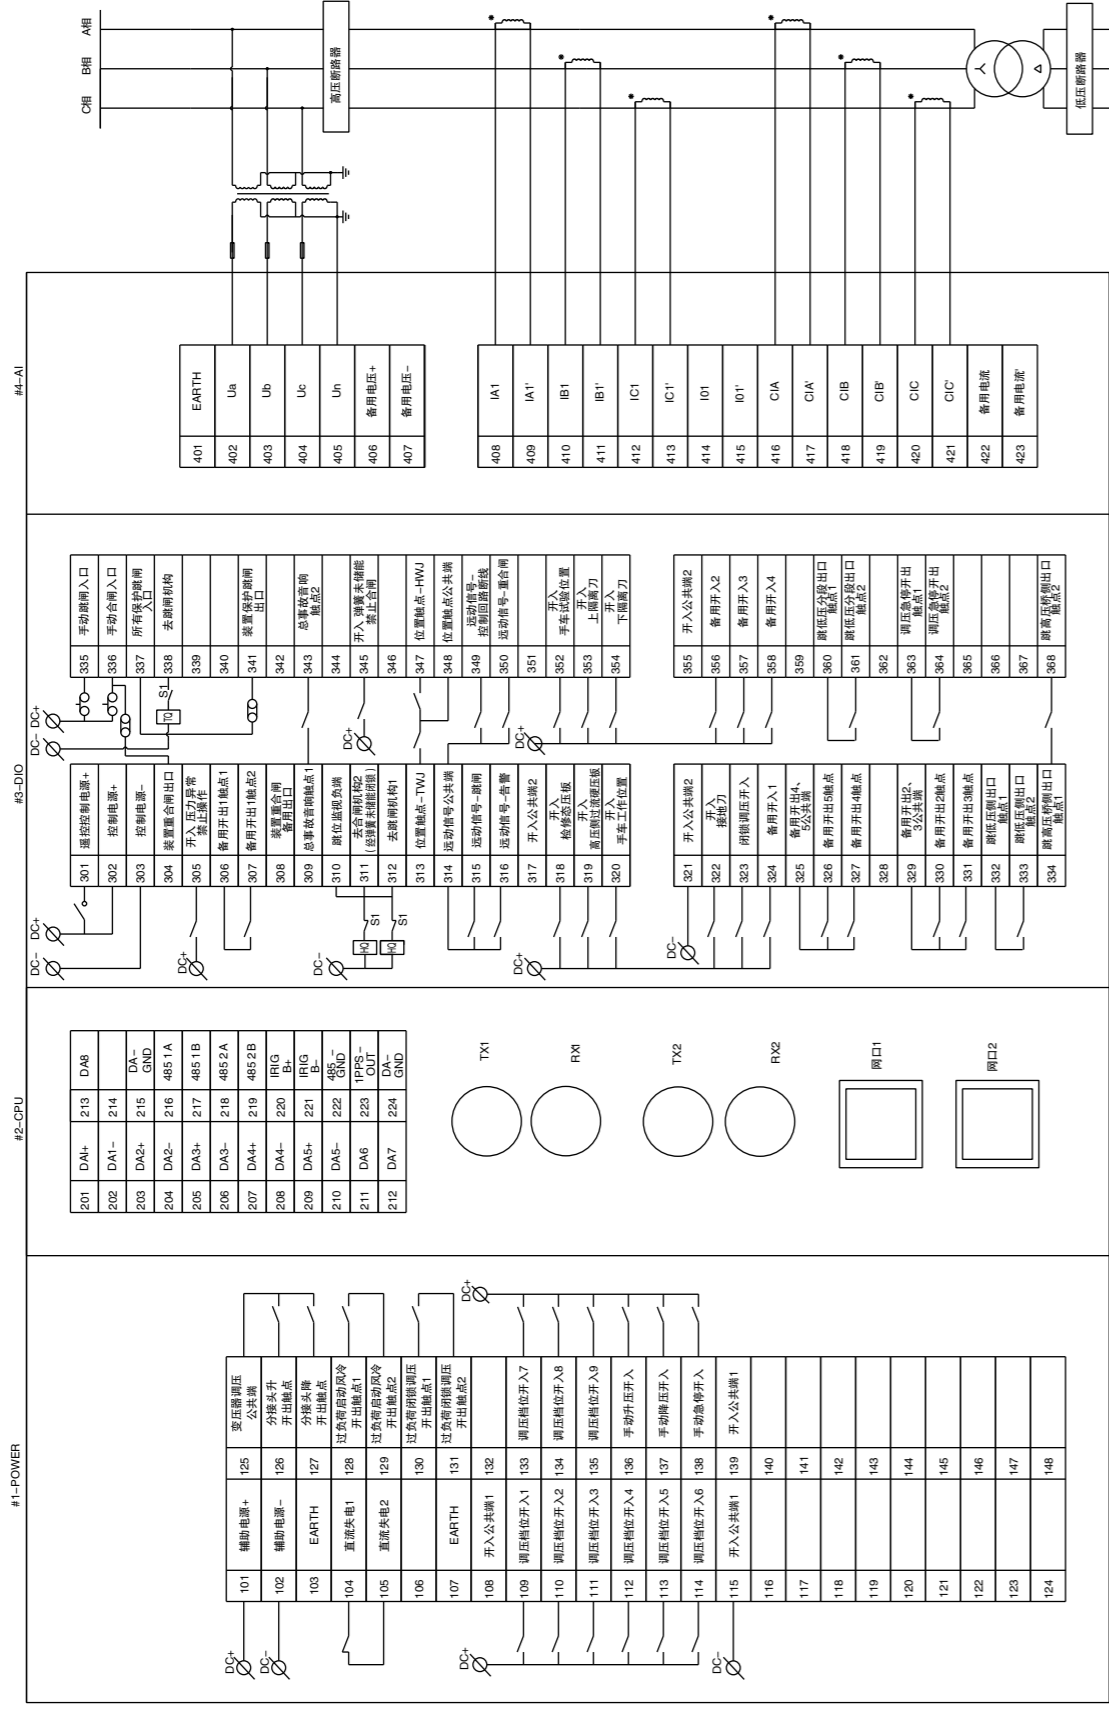 #1-POWER
DC+
DC-
DC+
DC-
101 辅助电源+ 125 变压器调压
公共端
102 辅助电源- 126 分接头升
开出触点
103 EARTH 127 分接头降
开出触点
104 直流失电1 128 过负荷启动风冷
开出触点1
105 直流失电2 129 过负荷启动风冷
开出触点2
106 130 过负荷闭锁调压
开出触点1
107 EARTH 131 过负荷闭锁调压
开出触点2
108 开入公共端1 132
109 调压档位开入1 133 调压档位开入7
110 调压档位开入2 134 调压档位开入8
111 调压档位开入3 135 调压档位开入9
112 调压档位开入4 136 手动升压开入
113 调压档位开入5 137 手动降压开入
114 调压档位开入6 138 手动急停开入
115 开入公共端1 139 开入公共端1
116 140
117 141
118 142
119 143
120 144
121 145
122 146
123 147
124 148
DC+
#2-CPU
201 DAI+ 213 DA8
202 DA1- 214
203 DA2+ 215 DA-
GND
204 DA2- 216 485 1A
205 DA3+ 217 485 1B
206 DA3- 218 485 2A
207 DA4+ 219 485 2B
208 DA4- 220 IRIG
B+
209 DA5+ 221 IRIG
B-
210 DA5- 222 485-
GND
211 DA6 223 1PPS-
OUT
212 DA7 224 DA-
GND
TX1
RX1
TX2
RX2
网口1
网口2
#3-DIO
DC-
DC+
DC+
DC-
HQ S1
HQ S1
DC+
DC-
301 遥控控制电源+
302 控制电源+
303 控制电源-
304 装置重合闸出口
305 开入 压力异常
禁止操作
306 备用开出1触点1
307 备用开出1触点2
308 装置重合闸
备用出口
309 总事故音响触点1
310 跳位监视负端
311 去合闸机构2
(经弹簧未储能闭锁)
312 去跳闸机构1
313 位置触点-TWJ
314 远动信号公共端
315 远动信号-跳闸
316 远动信号-告警
317 开入公共端2
318 开入
检修态压板
319 开入
高压侧过流硬压板
320 开入
手车工作位置
321 开入公共端2
322 开入
接地刀
323 闭锁调压开入
324 备用开入1
325 备用开出4、
5公共端
326 备用开出5触点
327 备用开出4触点
328
329 备用开出2、
3公共端
330 备用开出2触点
331 备用开出3触点
332 跳低压侧出口
触点1
333 跳低压侧出口
触点2
334 跳高压桥侧出口
触点1
DC-
DC+
TQ S1
DC+
DC+
335 手动跳闸入口
336 手动合闸入口
337 所有保护跳闸
入口
338 去跳闸机构
339
340
341 装置保护跳闸
出口
342
343 总事故音响
触点2
344
345 开入 弹簧未储能
禁止合闸
346
347 位置触点-HWJ
348 位置触点公共端
349 远动信号-
控制回路断线
350 远动信号-重合闸
351
352 开入
手车试验位置
353 开入
上隔离刀
354 开入
下隔离刀
355 开入公共端2
356 备用开入2
357 备用开入3
358 备用开入4
359
360 跳低压分段出口
触点1
361 跳低压分段出口
触点2
362
363 调压急停开出
触点1
364 调压急停开出
触点2
365
366
367
368 跳高压桥侧出口
触点2
#4-AI
401 EARTH
402 Ua
403 Ub
404 Uc
405 Un
406 备用电压+
407 备用电压-
408 IA1
409 IA1'
410 IB1
411 IB1'
412 IC1
413 IC1'
414 I01
415 I01'
416 CIA
417 CIA'
418 CIB
419 CIB'
420 CIC
421 CIC'
422 备用电流
423 备用电流'
C相
B相
A相
高压断路器
* * * * * *
低压断路器